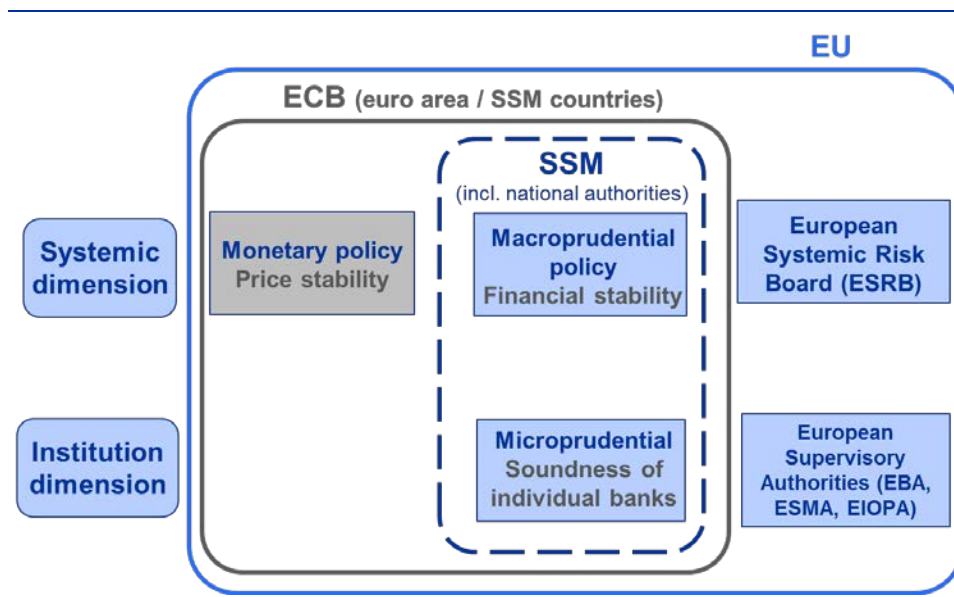 EU
ECB (euro area / SSM countries)
SSM
(incl. national authorities)
Systemic
dimension
Monetary policy
Price stability
Macroprudential
policy
Financial stability
European
Systemic Risk
Board (ESRB)
Institution
dimension
Microprudential
Soundness of
individual banks
European
Supervisory
Authorities (EBA,
ESMA, EIOPA)